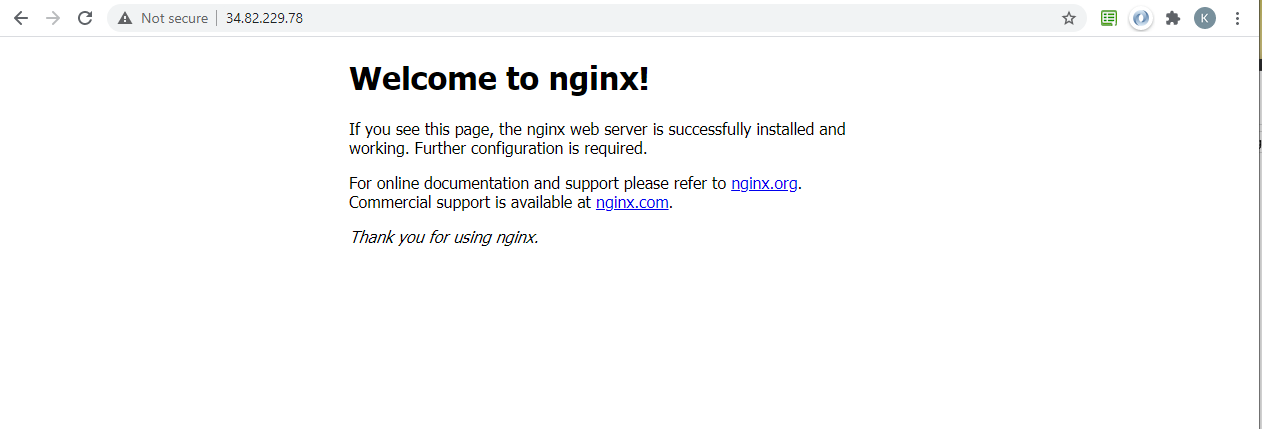 Not secure | 34.82.229.78
K
Welcome to nginx!
If you see this page, the nginx web server is successfully installed and
working. Further configuration is required.
For online documentation and support please refer to nginx.org.
Commercial support is available at nginx.com.
Thank you for using nginx.